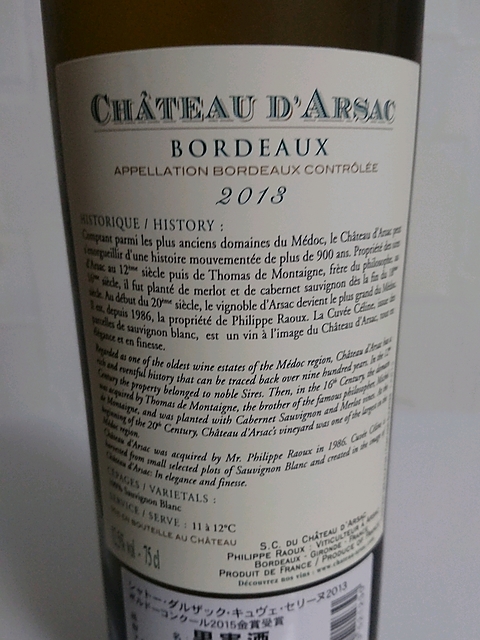 CHÂTEAU D'ARSAC
BORDEAUX
APPELLATION BORDEAUX CONTRÔLÉE
2013
HISTORIQUE / HISTORY :
Comptant parmi les plus anciens domaines du Médoc, le Château d'Arsac peut
s'enorgueillir d'une histoire mouvementée de plus de 900 ans. Propriété des
d'Arsac au 12ème siècle puis de Thomas de Montaigne, frère du philosophe, au
16ème siècle, il fut planté de merlot et de cabernet sauvignon dès la fin du
siècle. Au début du 20ème siècle, le vignoble d'Arsac devient le plus grand du Médoc.
est, depuis 1986, la propriété de Philippe Raoux. La Cuvée Céline, issue des
parcelles de sauvignon blanc, est un vin à l'image du Château d'Arsac, tout en
élégance et en finesse.
Regarded as one of the oldest wine estates of the Médoc region, Château d'Arsac has a
rich and eventful history that can be traced back over nine hundred years. In the 12th
Century the property belonged to noble Sires. Then, in the 16th Century, the domain
was acquired by Thomas de Montaigne, the brother of the famous philosopher, Michel
de Montaigne, and was planted with Cabernet Sauvignon and Merlot vines. In the
beginning of the 20th Century, Château d'Arsac's vineyard was one of the largest in the
Médoc region.
Château d'Arsac was acquired by Mr. Philippe Raoux in 1986. Cuvée Céline is
from small selected plots of Sauvignon Blanc and created in the image of
Château d'Arsac: In elegance and finesse.
CÉPAGES / VARIETALS :
100% Sauvignon Blanc
SERVICE / SERVE : 11 à 12°C
MIS EN BOUTEILLE AU CHÂTEAU
% vol - 75 cl
S.C. DU CHÂTEAU D'ARSAC
PHILIPPE RAOUX - VITICULTEUR À ARSAC
BORDEAUX - GIRONDE - FRANCE
PRODUIT DE FRANCE / PRODUCE OF
Découvrez nos vins :
シャトー・ダルザック・キュヴェ・セリーヌ2013
ボルドーコンクール2015金賞受賞
果実酒